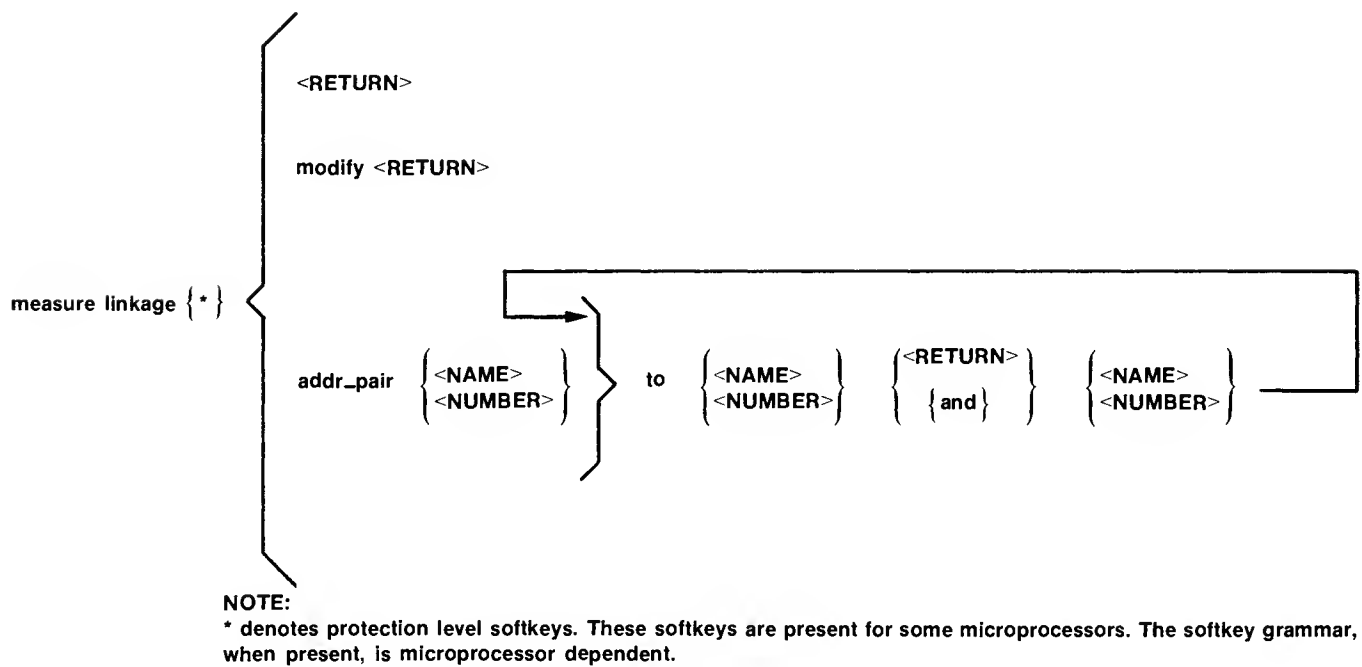 <RETURN>
modify <RETURN>
measure linkage {*}
addr_pair {<NAME> <NUMBER>} to {<NAME> <NUMBER>} {<RETURN> {and}} {<NAME> <NUMBER>}
NOTE:
* denotes protection level softkeys. These softkeys are present for some microprocessors. The softkey grammar,
when present, is microprocessor dependent.